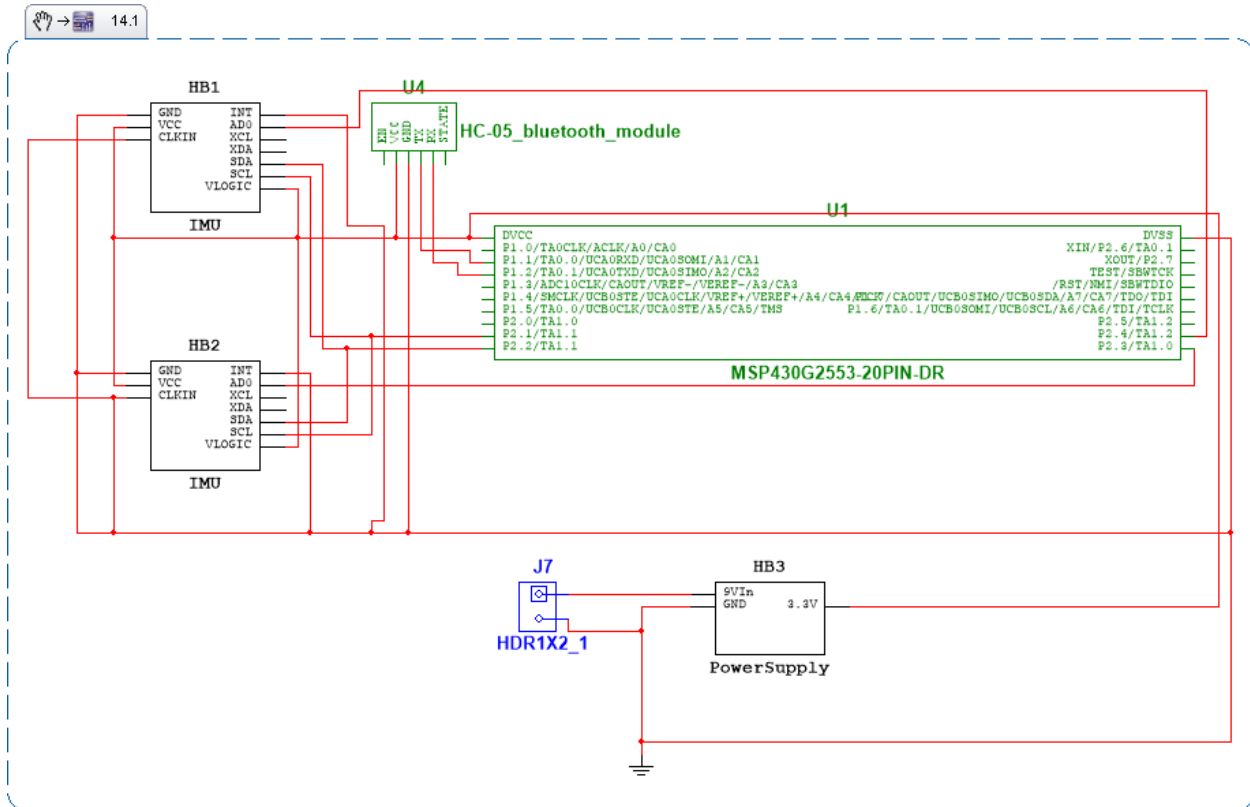 14.1
HB1
GND
VCC
CLKIN
INT
AD0
XCL
XDA
SDA
SCL
VLOGIC
IMU
U4
EN
VCC
GND
TX
RX
STATE
HC-05_bluetooth_module
U1
DVCC
P1.0/TA0CLK/ACLK/A0/CA0
P1.1/TA0.0/UCA0RXD/UCA0SOMI/A1/CA1
P1.2/TA0.1/UCA0TXD/UCA0SIMO/A2/CA2
P1.3/ADC10CLK/CAOUT/VREF-/VEREF-/A3/CA3
P1.4/SMCLK/UCB0STE/UCA0CLK/VREF+/VEREF+/A4/CA4/
P1.5/TA0.0/UCB0CLK/UCA0STE/A5/CA5/TMS
P2.0/TA1.0
P2.1/TA1.1
P2.2/TA1.1
DVSS
XIN/P2.6/TA0.1
XOUT/P2.7
TEST/SBWTCK
/RST/NMI/SBWTDIO
/CAOUT/UCB0SIMO/UCB0SDA/A7/CA7/TDO/TDI
P1.6/TA0.1/UCB0SOMI/UCB0SCL/A6/CA6/TDI/TCLK
P2.5/TA1.2
P2.4/TA1.2
P2.3/TA1.0
MSP430G2553-20PIN-DR
HB2
GND
VCC
CLKIN
INT
AD0
XCL
XDA
SDA
SCL
VLOGIC
IMU
J7
HDR1X2_1
HB3
9VIn
GND
3.3V
PowerSupply